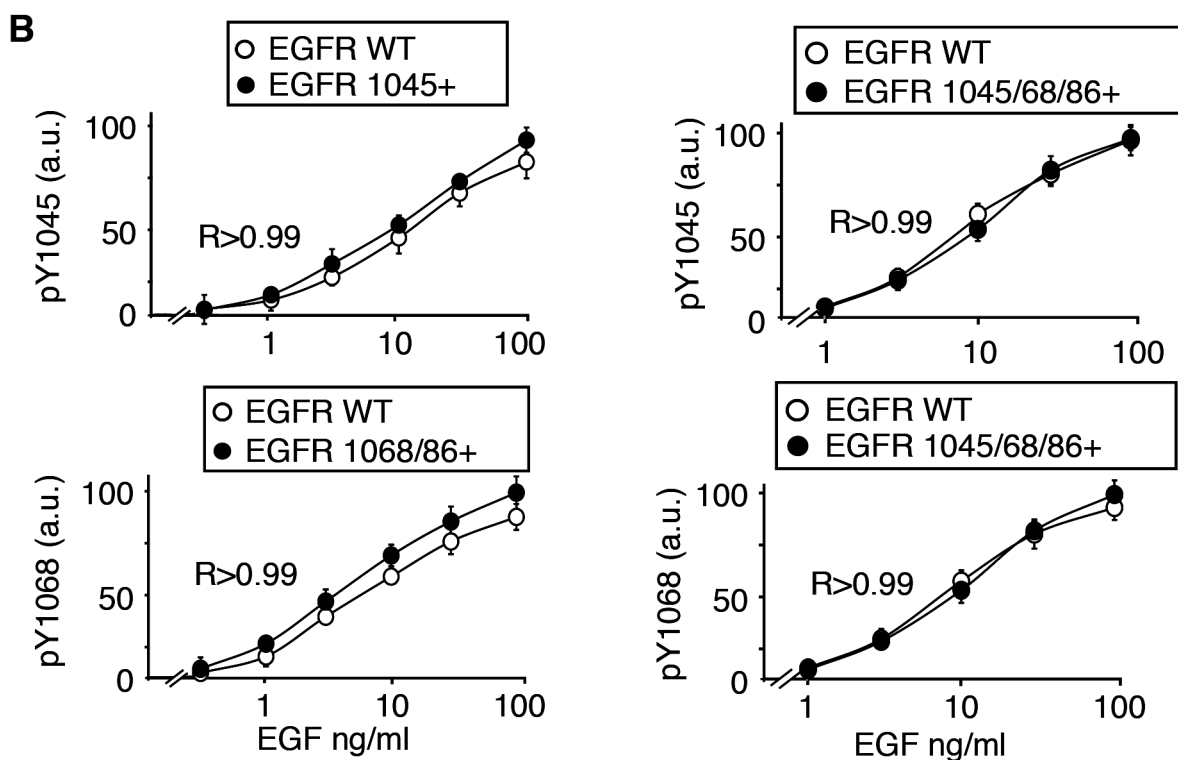 B
EGFR WT
EGFR 1045+
pY1045 (a.u.)
100
50
0
R>0.99
1 10 100
EGFR WT
EGFR 1045/68/86+
pY1045 (a.u.)
100
50
0
R>0.99
1 10 100
EGFR WT
EGFR 1068/86+
pY1068 (a.u.)
100
50
0
R>0.99
1 10 100
EGF ng/ml
EGFR WT
EGFR 1045/68/86+
pY1068 (a.u.)
100
50
0
R>0.99
1 10 100
EGF ng/ml